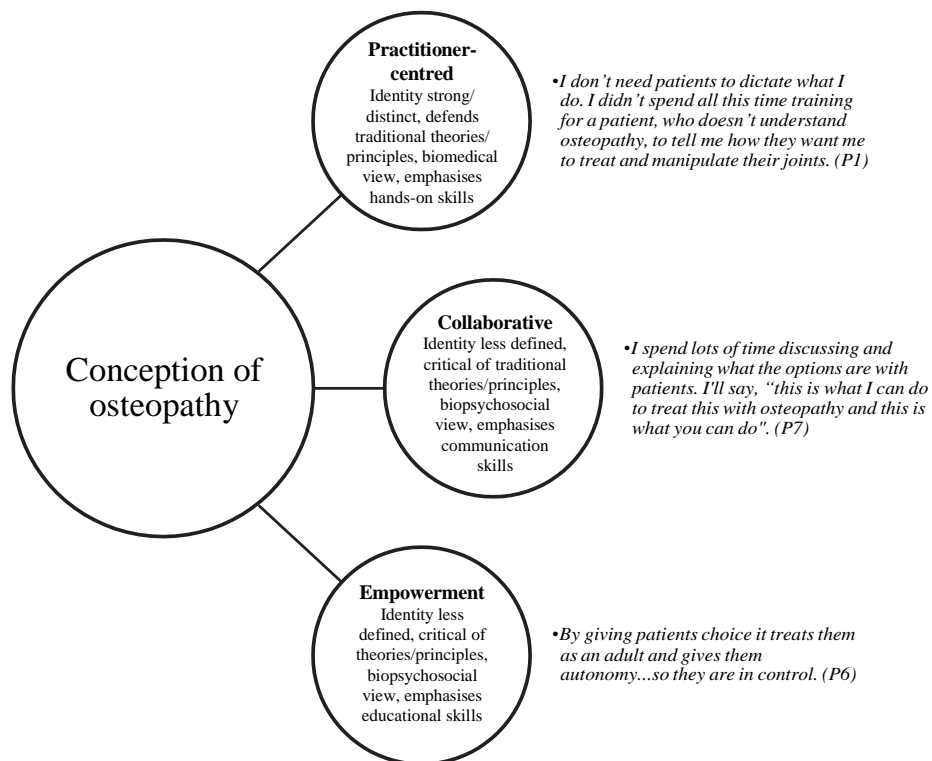 Practitioner-
centred
Identity strong/
distinct, defends
traditional theories/
principles, biomedical
view, emphasises
hands-on skills
•I don’t need patients to dictate what I
do. I didn’t spend all this time training
for a patient, who doesn’t understand
osteopathy, to tell me how they want me
to treat and manipulate their joints. (P1)
Conception of
osteopathy
Collaborative
Identity less defined,
critical of traditional
theories/principles,
biopsychosocial
view, emphasises
communication
skills
•I spend lots of time discussing and
explaining what the options are with
patients. I'll say, “this is what I can do
to treat this with osteopathy and this is
what you can do". (P7)
Empowerment
Identity less
defined, critical of
theories/principles,
biopsychosocial
view, emphasises
educational skills
•By giving patients choice it treats them
as an adult and gives them
autonomy...so they are in control. (P6)